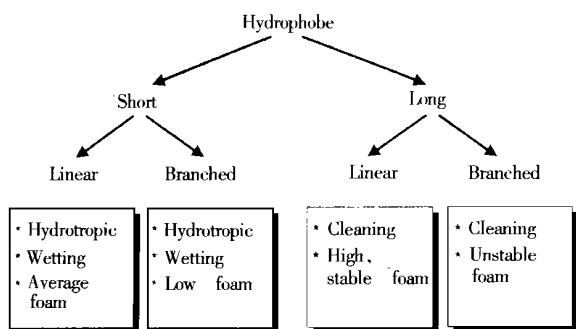 Hydrophobe
Short
Long
Linear
Branched
Linear
Branched
* Hydrotropic
* Wetting
* Average
foam
* Hydrotropic
* Wetting
* Low foam
* Cleaning
* High,
stable foam
* Cleaning
* Unstable
foam